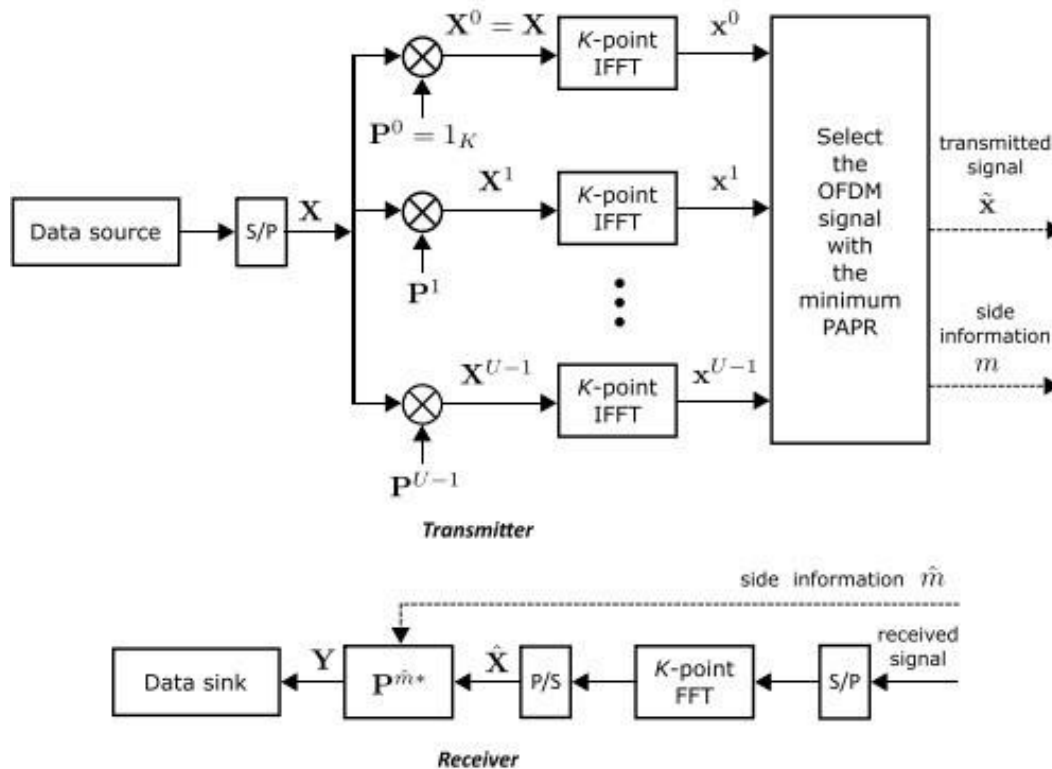 X⁰ = X
x⁰
K-point
IFFT
P⁰ = 1_K
X¹
x¹
K-point
IFFT
Data source
S/P
X
P¹
Select
the
OFDM
signal
with
the
minimum
PAPR
transmitted
signal
x̃
side
information
m
X^{U−1}
x^{U−1}
K-point
IFFT
P^{U−1}
Transmitter
side information m̂
received
signal
Data sink
Y
P^{m̂*}
X̂
P/S
K-point
FFT
S/P
Receiver